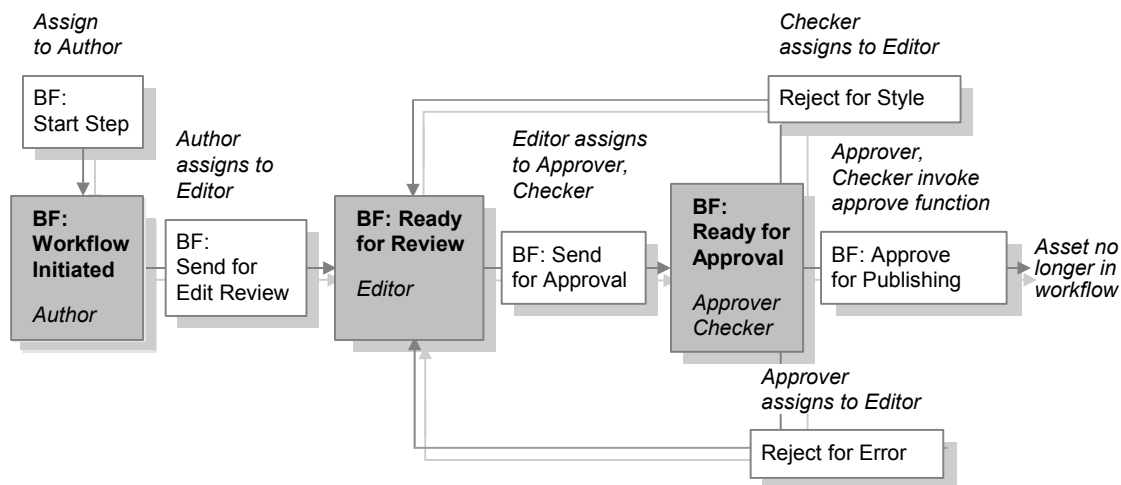 Assign
to Author
BF:
Start Step
Author
assigns to
Editor
BF:
Workflow
Initiated
Author
BF:
Send for
Edit Review
BF: Ready
for Review
Editor
Editor assigns
to Approver,
Checker
BF: Send
for Approval
Checker
assigns to Editor
Reject for Style
BF:
Ready for
Approval
Approver
Checker
Approver,
Checker invoke
approve function
BF: Approve
for Publishing
Asset no
longer in
workflow
Approver
assigns to Editor
Reject for Error